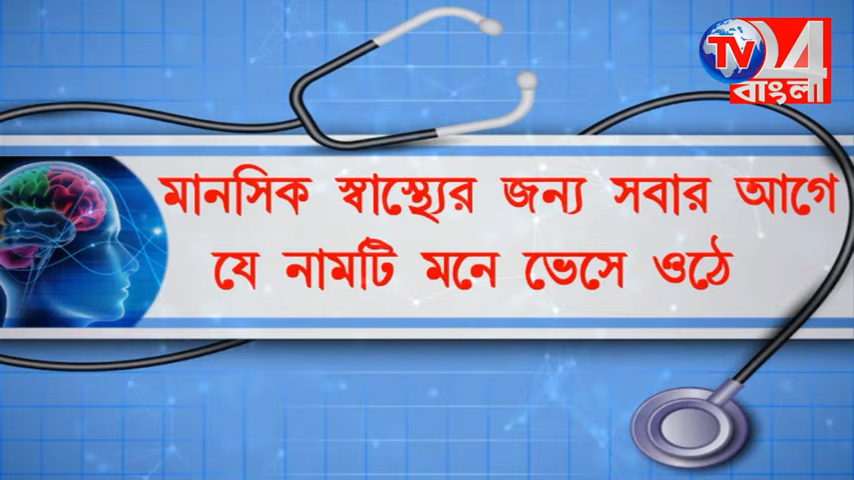 TV 24
বাংলা
মানসিক স্বাস্থ্যের জন্য সবার আগে
যে নামটি মনে ভেসে ওঠে